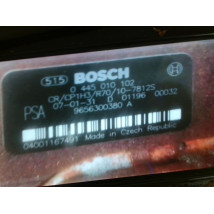 515 BOSCH
0 445 010 102
CR/CP1H3/R70/10-7812S
PSA 07-01-31 D 01196 00032
9656300380 A
04001167401 Made in Czech Republic